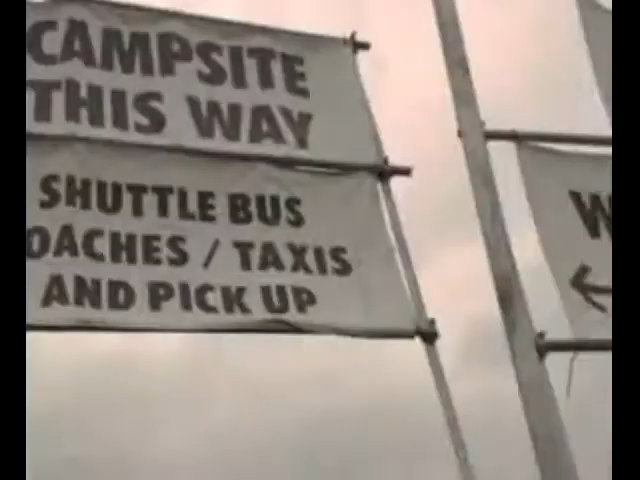 CAMPSITE
THIS WAY
SHUTTLE BUS
OACHES / TAXIS
AND PICK UP
W